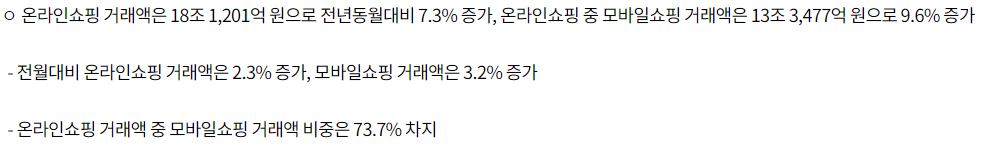 ㅇ 온라인쇼핑 거래액은 18조 1,201억 원으로 전년동월대비 7.3% 증가, 온라인쇼핑 중 모바일쇼핑 거래액은 13조 3,477억 원으로 9.6% 증가
- 전월대비 온라인쇼핑 거래액은 2.3% 증가, 모바일쇼핑 거래액은 3.2% 증가
- 온라인쇼핑 거래액 중 모바일쇼핑 거래액 비중은 73.7% 차지